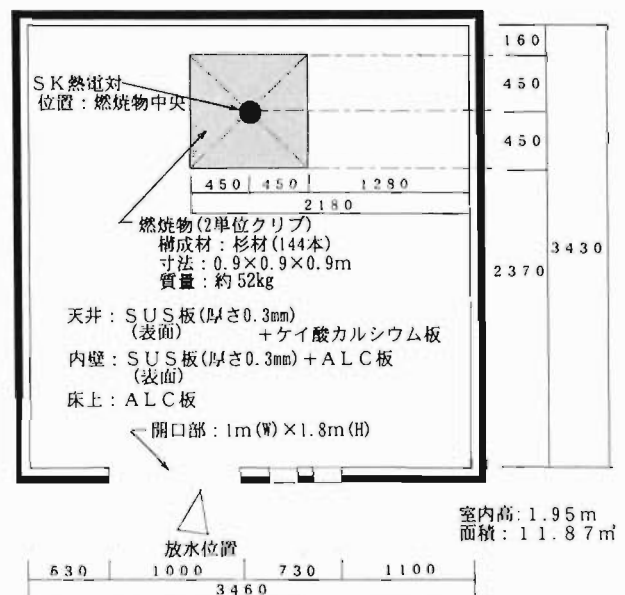 160
SK熱電対
位置：燃焼物中央
450
450
450 450 1280
2180
2370
3430
燃焼物(2単位クリブ)
構成材：杉材(144本)
寸法：0.9×0.9×0.9m
質量：約52kg
天井：SUS板(厚さ0.3mm)
(表面)
+ケイ酸カルシウム板
内壁：SUS板(厚さ0.3mm)+ALC板
(表面)
床上：ALC板
開口部：1m(W)×1.8m(H)
放水位置
室内高：1.95m
面積：11.87㎡
630 1000 730 1100
3460